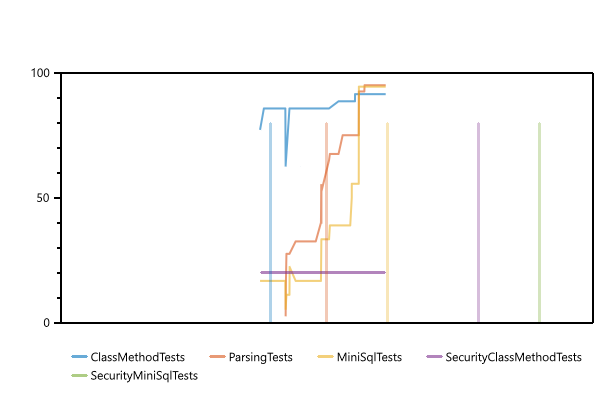 100
50
0
ClassMethodTests ParsingTests MiniSqlTests SecurityClassMethodTests
SecurityMiniSqlTests